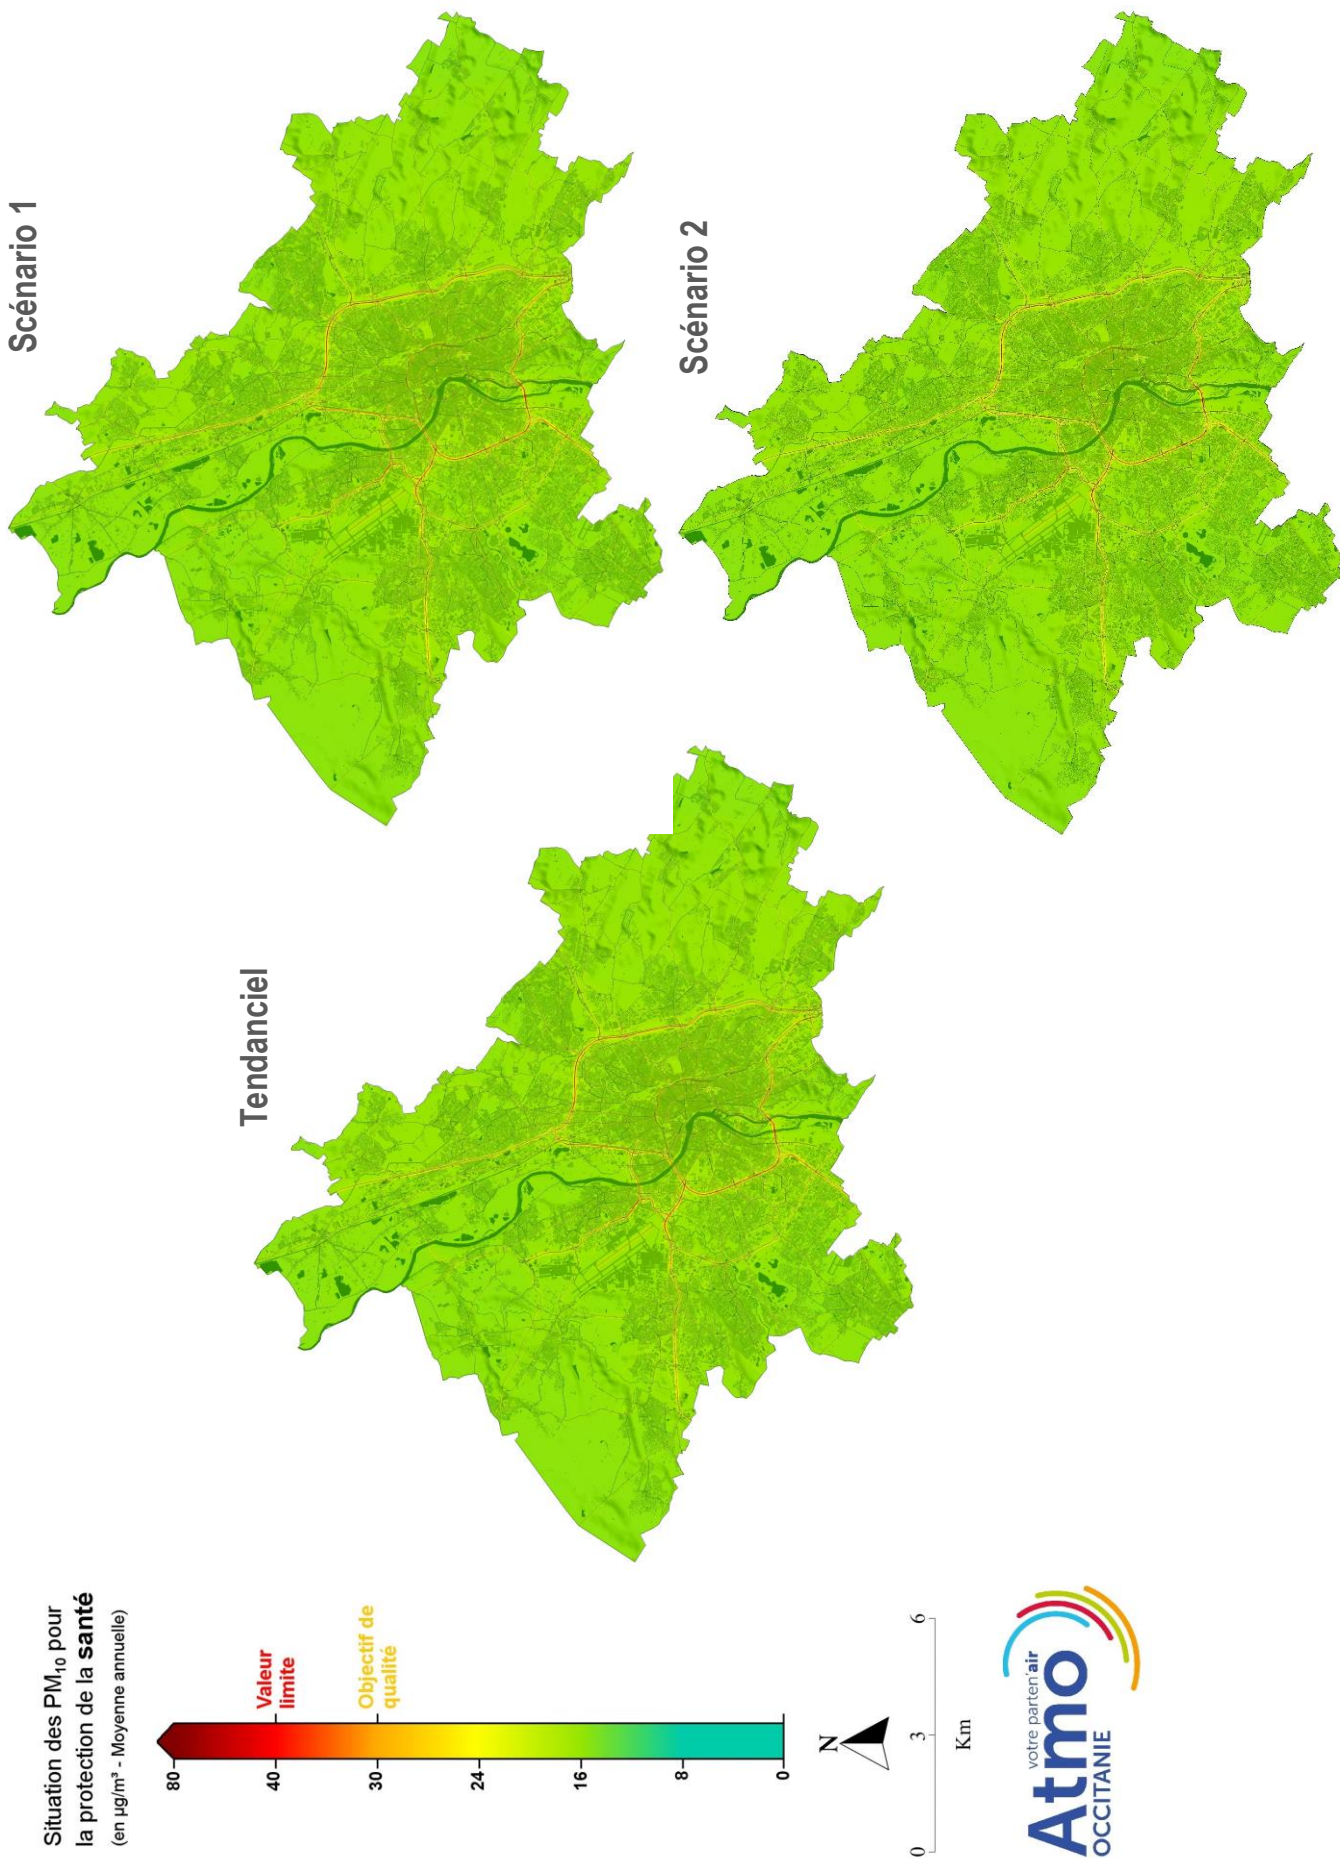 Situation des PM₁₀ pour
la protection de la santé
(en µg/m³ - Moyenne annuelle)
80
40
30
24
16
8
0
Valeur
limite
Objectif de
qualité
N
0 3 6
Km
votre parten'air
Atmo
OCCITANIE
Tendanciel
Scénario 1
Scénario 2